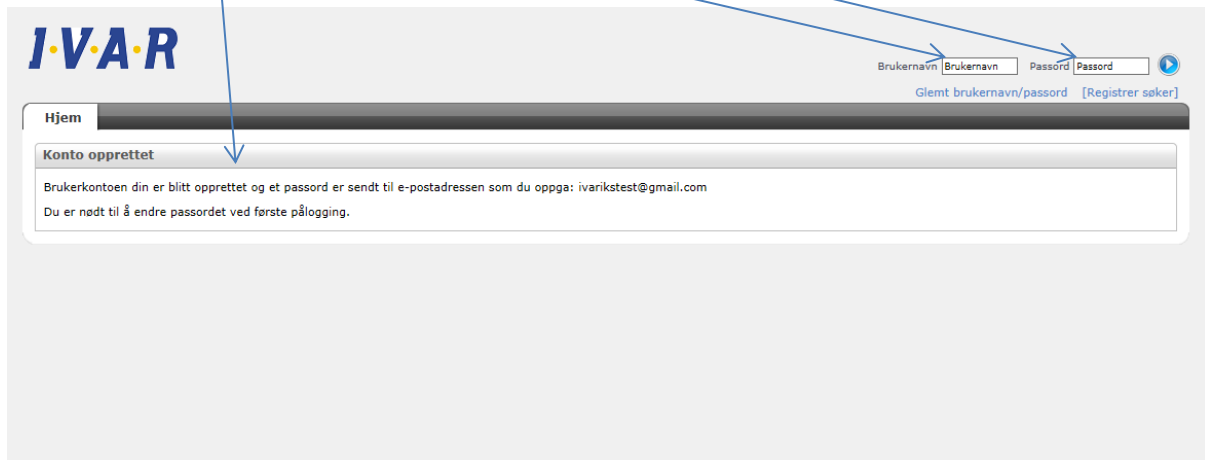 I·V·A·R
Brukernavn Brukernavn Passord Passord
Glemt brukernavn/passord [Registrer søker]
Hjem
Konto opprettet
Brukerkontoen din er blitt opprettet og et passord er sendt til e-postadressen som du oppga: ivarikstest@gmail.com
Du er nødt til å endre passordet ved første pålogging.